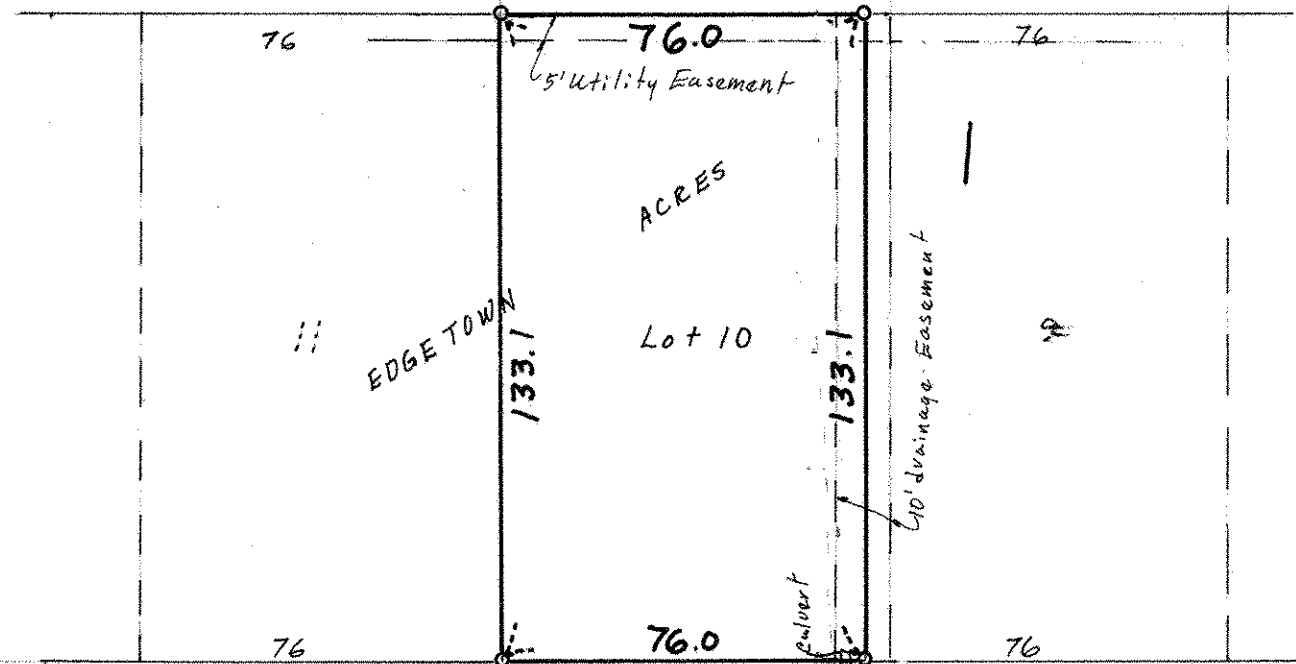 76
76.0
76
5' Utility Easement
ACRES
11
EDGETOWN
133.1
Lot 10
133.1
10' drainage Easement
culvert
76
76.0
76